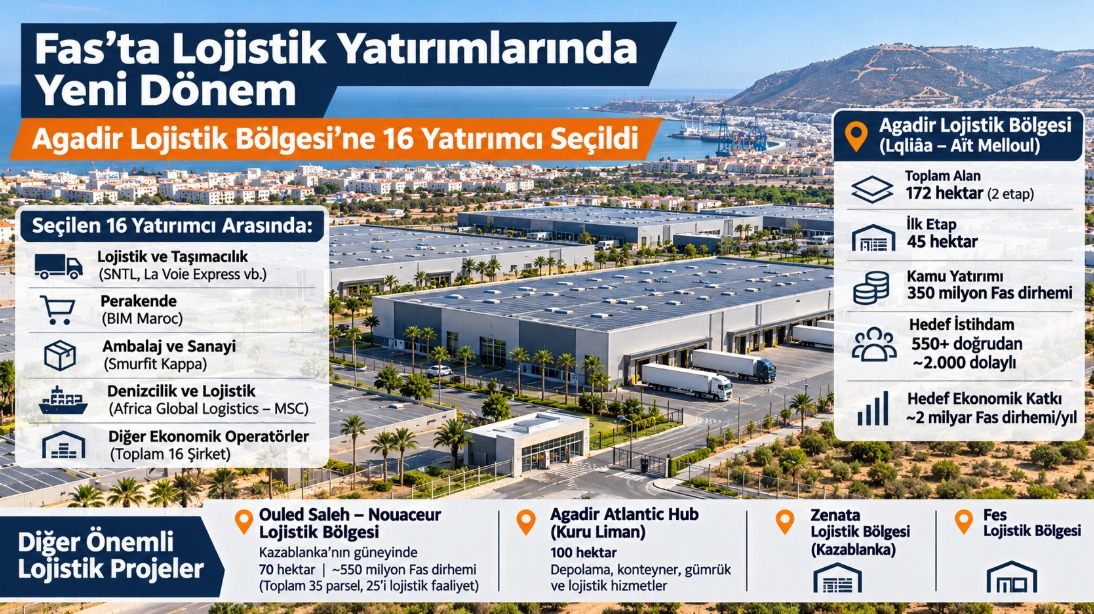 Fas'ta Lojistik Yatırımlarında
Yeni Dönem
Agadir Lojistik Bölgesi'ne 16 Yatırımcı Seçildi
Seçilen 16 Yatırımcı Arasında:
Lojistik ve Taşımacılık
(SNTL, La Voie Express vb.)
Perakende
(BIM Maroc)
Ambalaj ve Sanayi
(Smurfit Kappa)
Denizcilik ve Lojistik
(Africa Global Logistics – MSC)
Diğer Ekonomik Operatörler
(Toplam 16 Şirket)
Agadir Lojistik Bölgesi
(Lqliâa – Aït Melloul)
Toplam Alan
172 hektar (2 etap)
İlk Etap
45 hektar
Kamu Yatırımı
350 milyon Fas dirhemi
Hedef İstihdam
550+ doğrudan
~2.000 dolaylı
Hedef Ekonomik Katkı
~2 milyar Fas dirhemi/yıl
Diğer Önemli
Lojistik Projeler
Ouled Saleh – Nouaceur
Lojistik Bölgesi
Kazablanka'nın güneyinde
70 hektar | ~550 milyon Fas dirhemi
(Toplam 35 parsel, 25'i lojistik faaliyet)
Agadir Atlantic Hub
(Kuru Liman)
100 hektar
Depolama, konteyner, gümrük
ve lojistik hizmetler
Zenata
Lojistik Bölgesi
(Kazablanka)
Fes
Lojistik Bölgesi